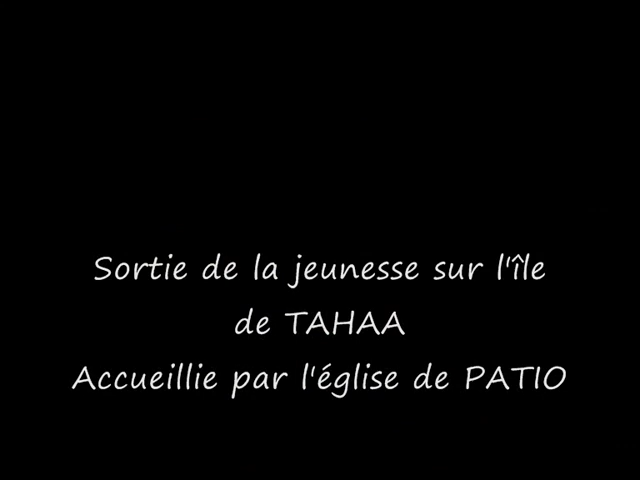 Sortie de la jeunesse sur l'île
de TAHAA
Accueillie par l'église de PATIO